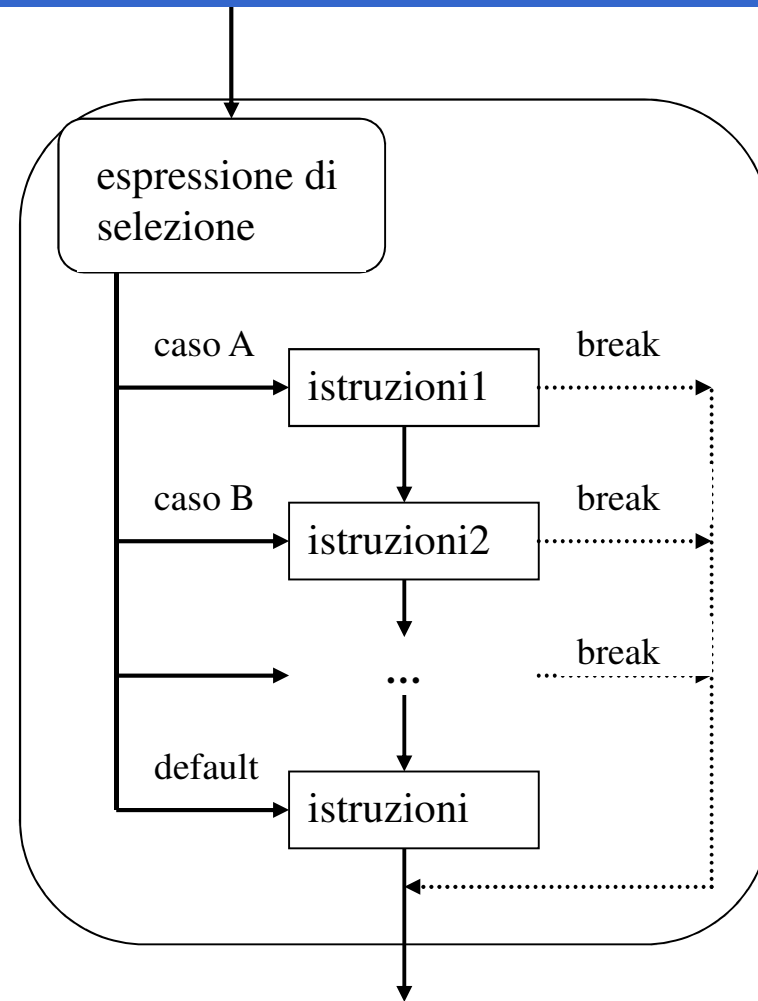 espressione di
selezione
caso A
istruzioni1
break
caso B
istruzioni2
break
...
break
default
istruzioni